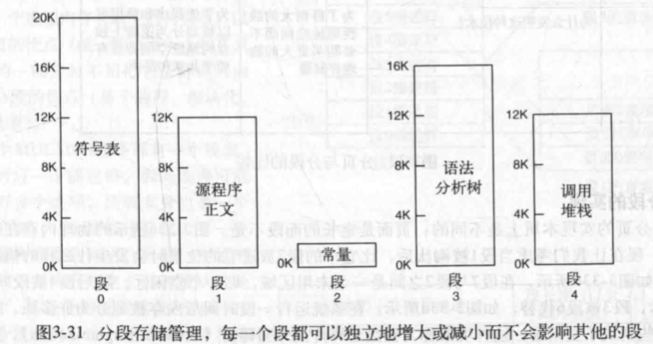 20K
16K
12K
符号表
8K
4K
0K
段
0
12K
8K
源程序
正文
4K
0K
段
1
常量
0K
段
2
16K
12K
8K
语法
分析树
4K
0K
段
3
12K
8K
调用
堆栈
4K
0K
段
4
图3-31 分段存储管理，每一个段都可以独立地增大或减小而不会影响其他的段